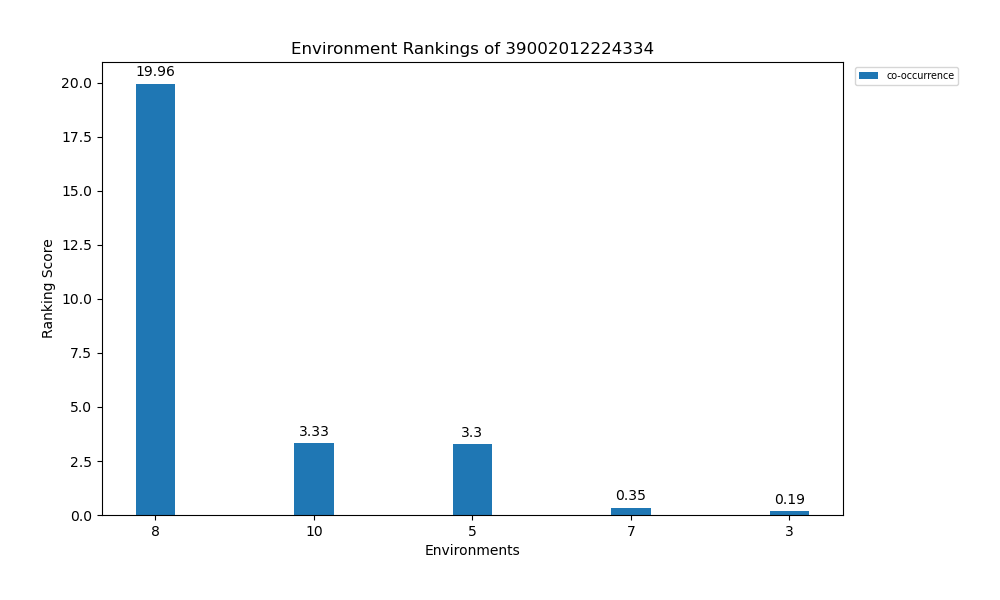 Environment Rankings of 39002012224334
19.96
co-occurrence
20.0
17.5
15.0
12.5
10.0
7.5
5.0
2.5
0.0
Ranking Score
3.33
3.3
0.35
0.19
8 10 5 7 3
Environments